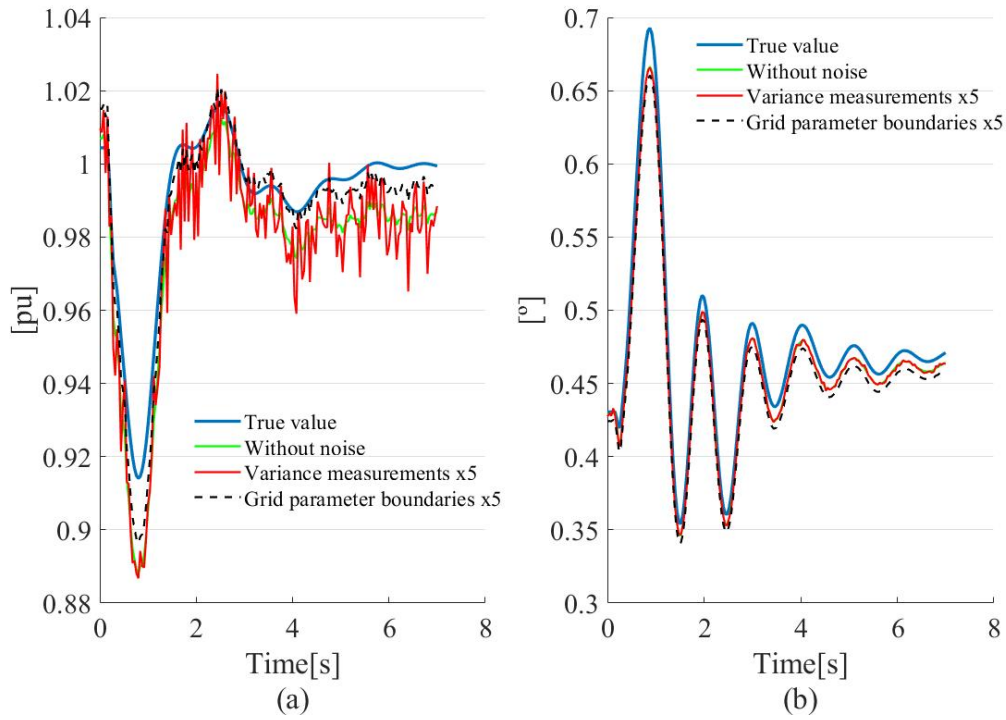 1.04
1.02
1
0.98
0.96
0.94
0.92
0.9
0.88
[pu]
True value
Without noise
Variance measurements x5
Grid parameter boundaries x5
0 2 4 6 8
Time[s]
(a)
0.7
0.65
0.6
0.55
0.5
0.45
0.4
0.35
0.3
[º]
True value
Without noise
Variance measurements x5
Grid parameter boundaries x5
0 2 4 6 8
Time[s]
(b)